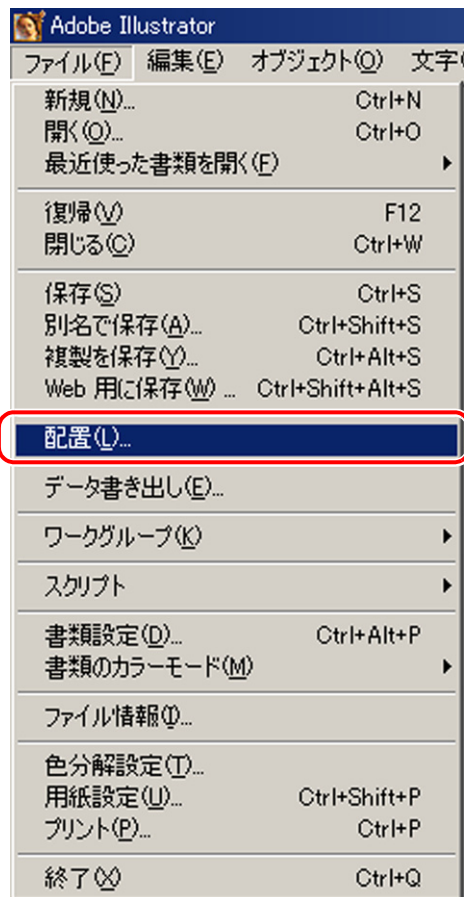 Adobe Illustrator
ファイル(F) 編集(E) オブジェクト(O) 文字(
新規(N)... Ctrl+N
開く(O)... Ctrl+O
最近使った書類を開く(F)
復帰(V) F12
閉じる(C) Ctrl+W
保存(S) Ctrl+S
別名で保存(A)... Ctrl+Shift+S
複製を保存(Y)... Ctrl+Alt+S
Web 用に保存(W) ... Ctrl+Shift+Alt+S
配置(L)...
データ書き出し(E)...
ワークグループ(K)
スクリプト
書類設定(D)... Ctrl+Alt+P
書類のカラーモード(M)
ファイル情報(I)...
色分解設定(T)...
用紙設定(U)... Ctrl+Shift+P
プリント(P)... Ctrl+P
終了(X) Ctrl+Q